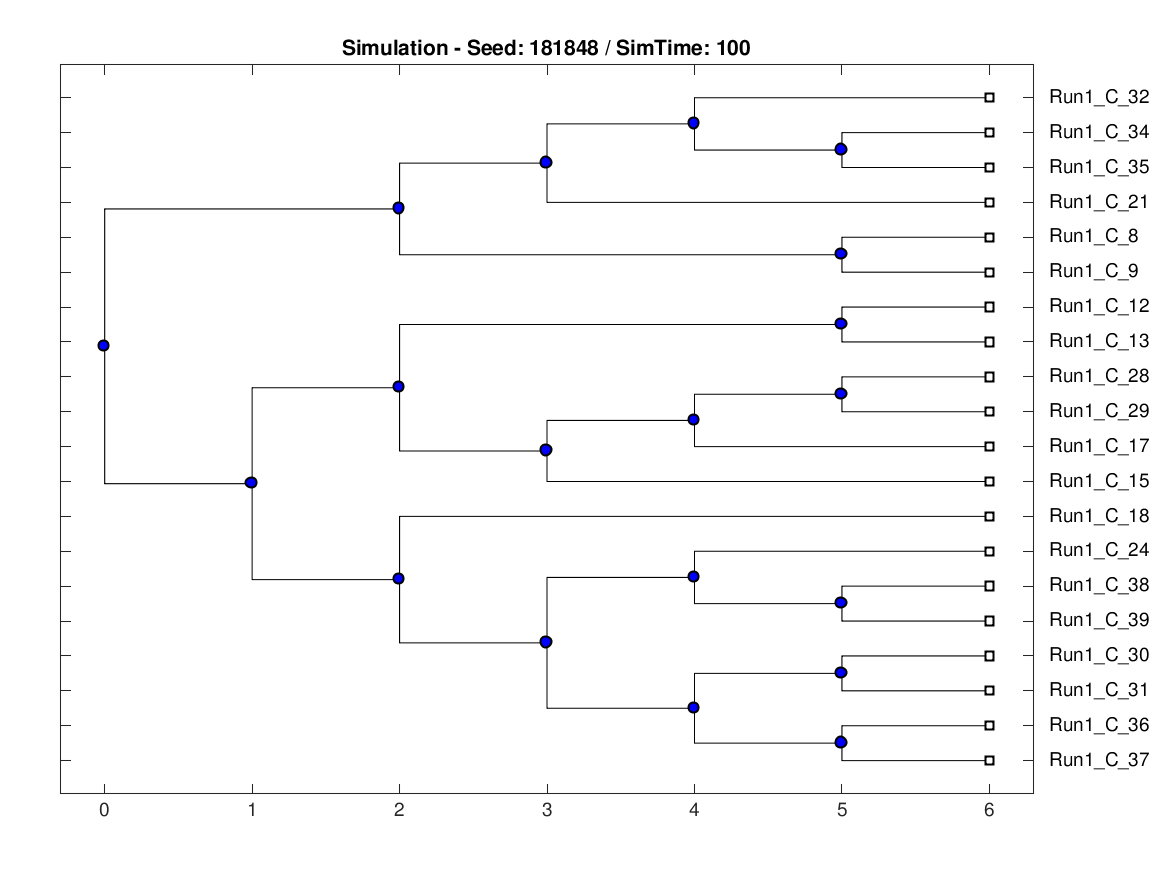 Simulation - Seed: 181848 / SimTime: 100
Run1_C_32
Run1_C_34
Run1_C_35
Run1_C_21
Run1_C_8
Run1_C_9
Run1_C_12
Run1_C_13
Run1_C_28
Run1_C_29
Run1_C_17
Run1_C_15
Run1_C_18
Run1_C_24
Run1_C_38
Run1_C_39
Run1_C_30
Run1_C_31
Run1_C_36
Run1_C_37
0 1 2 3 4 5 6